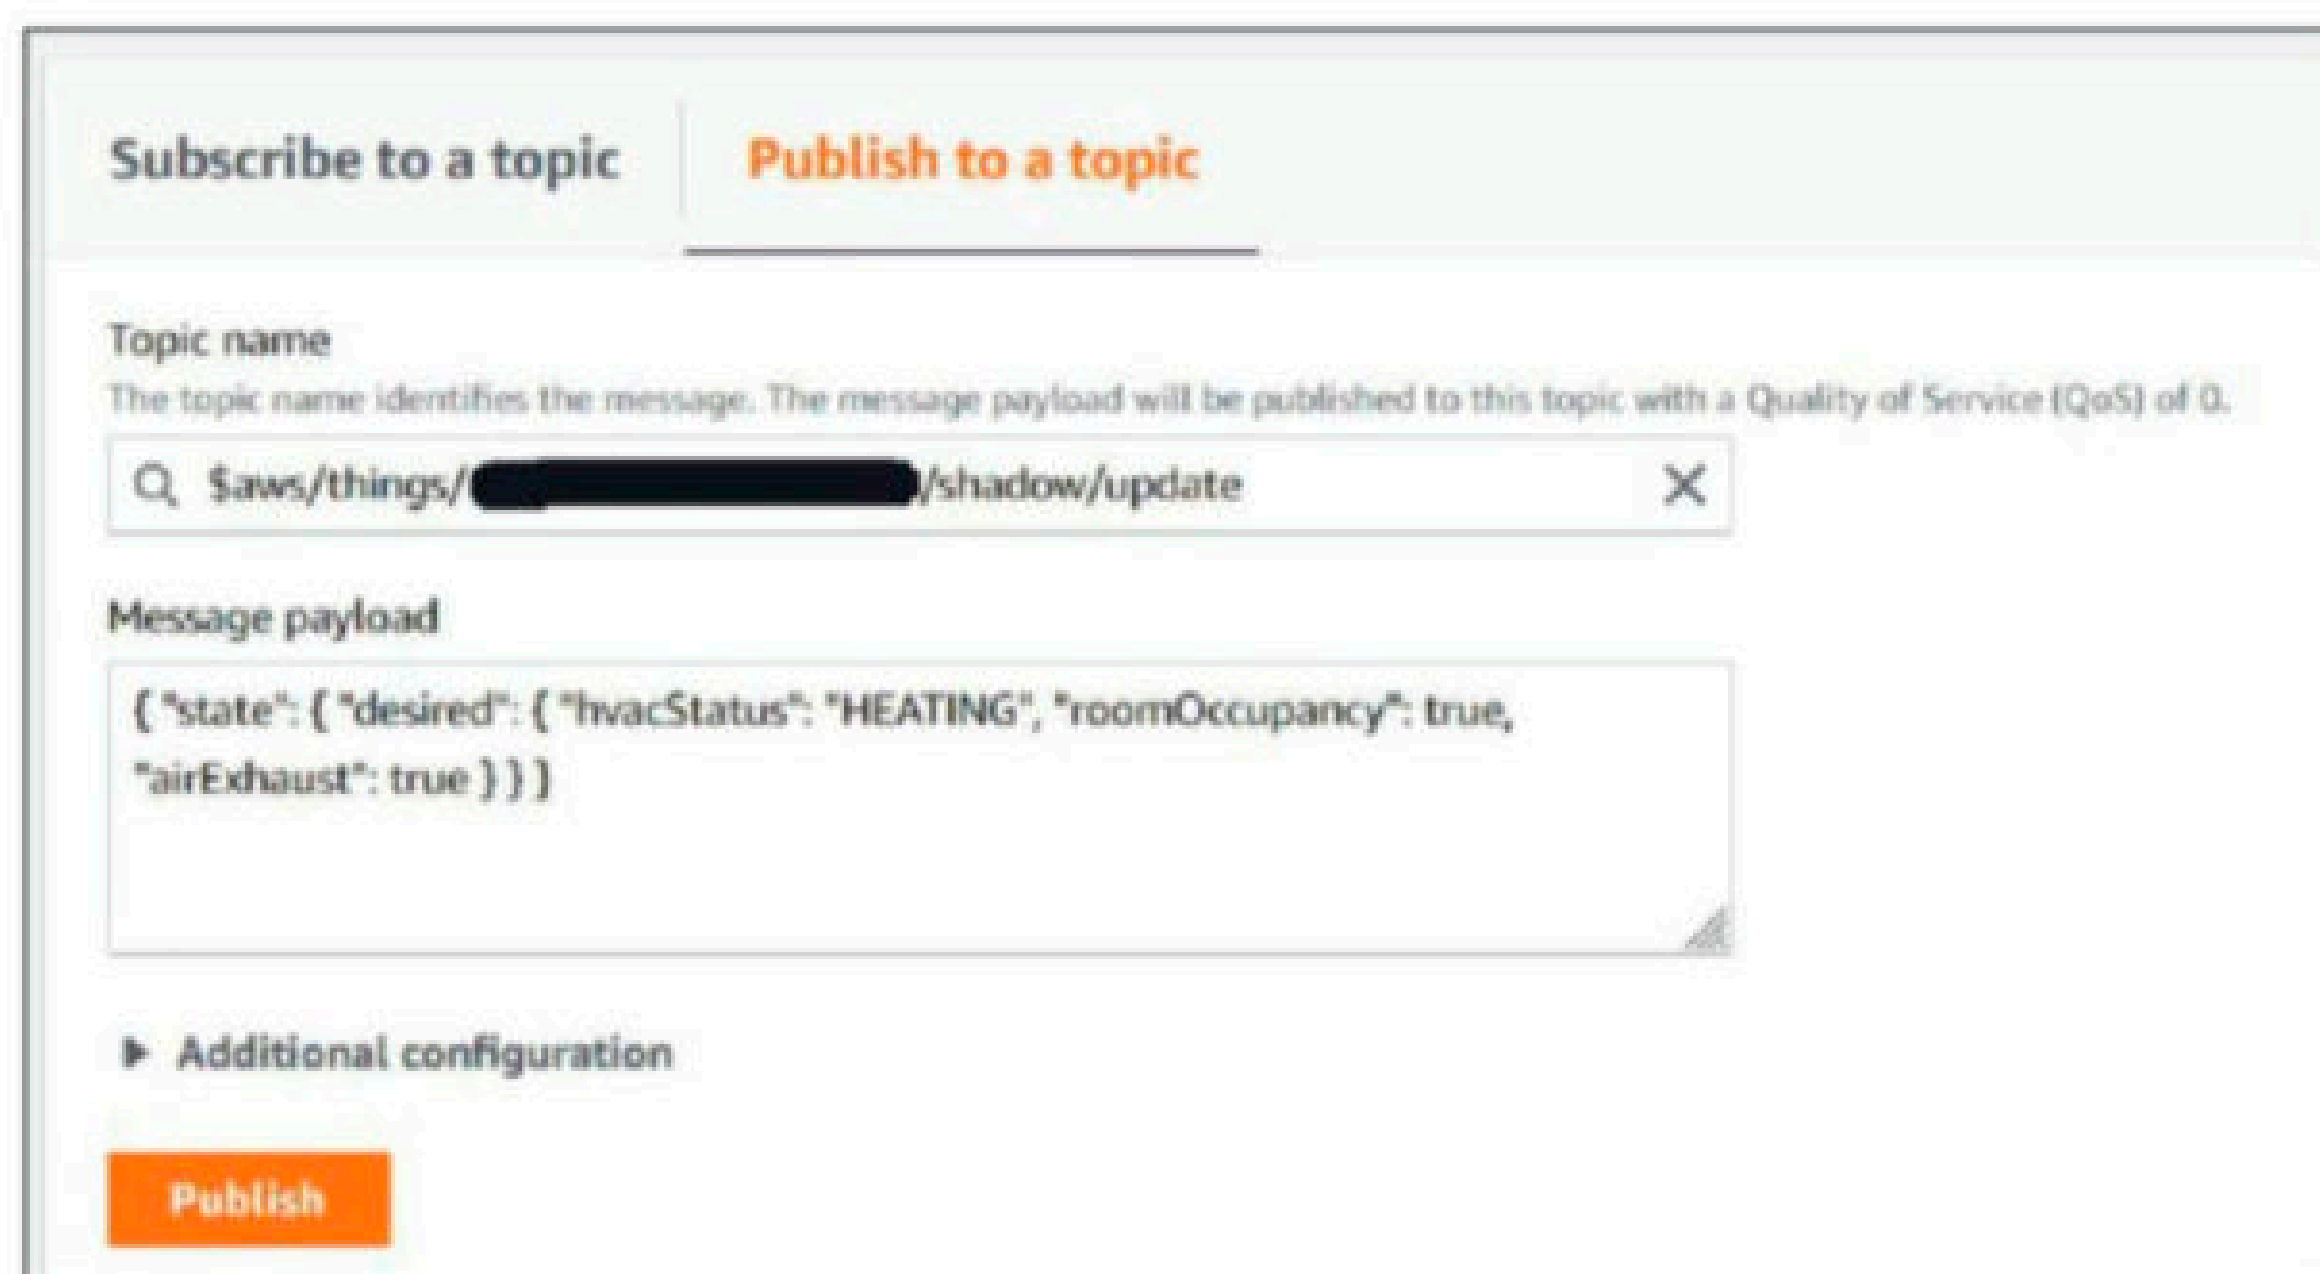 Subscribe to a topic
Publish to a topic
Topic name
The topic name identifies the message. The message payload will be published to this topic with a Quality of Service (QoS) of 0.
$aws/things/ /shadow/update
Message payload
{ "state": { "desired": { "hvacStatus": "HEATING", "roomOccupancy": true,
"airExhaust": true } } }
Additional configuration
Publish